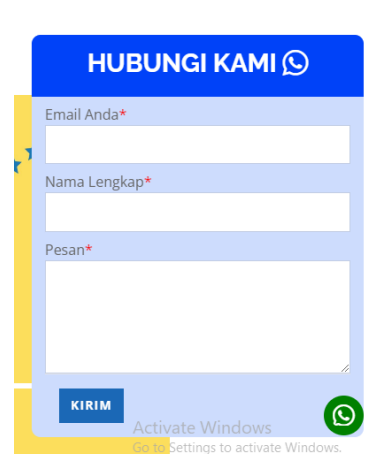 HUBUNGI KAMI
Email Anda*
Nama Lengkap*
Pesan*
KIRIM
Activate Windows
Go to Settings to activate Windows.